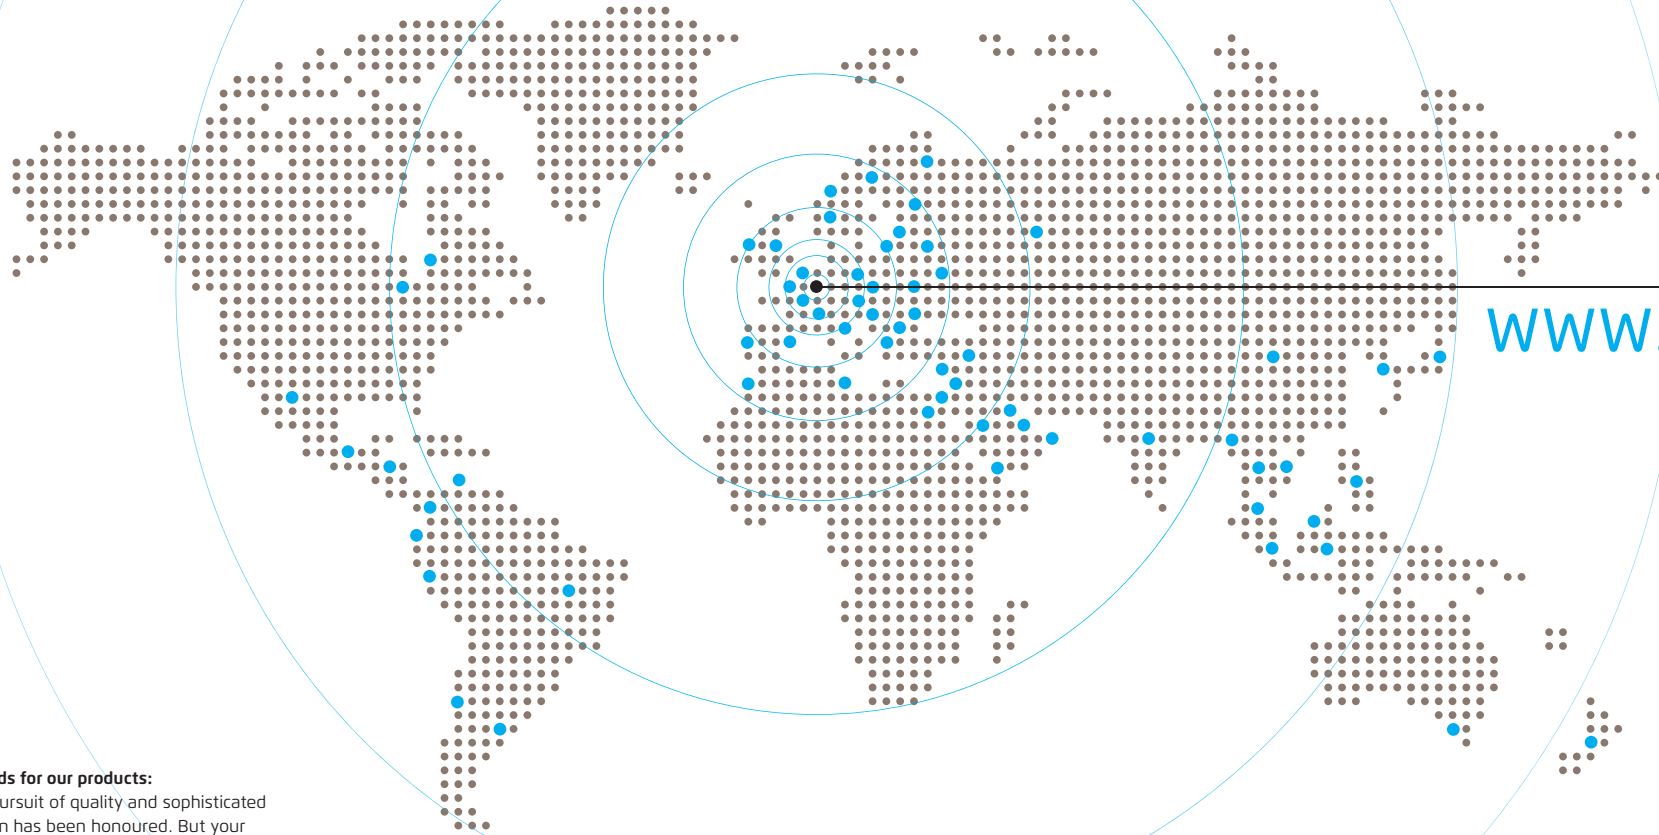 www.
ds for our products:
ursuit of quality and sophisticated
n has been honoured. But your